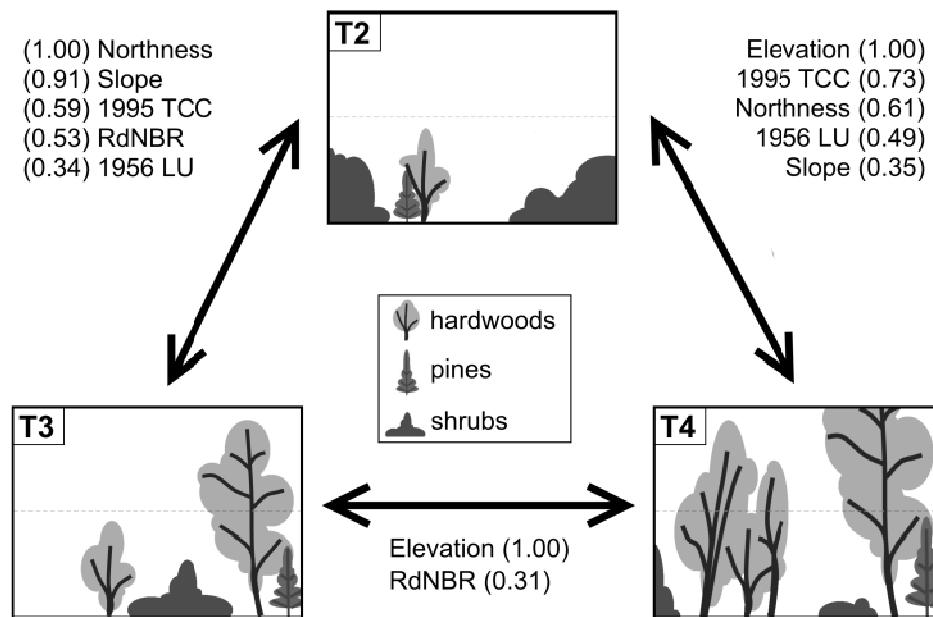 T2
(1.00) Northness
(0.91) Slope
(0.59) 1995 TCC
(0.53) RdNBR
(0.34) 1956 LU
Elevation (1.00)
1995 TCC (0.73)
Northness (0.61)
1956 LU (0.49)
Slope (0.35)
hardwoods
pines
shrubs
T3
T4
Elevation (1.00)
RdNBR (0.31)